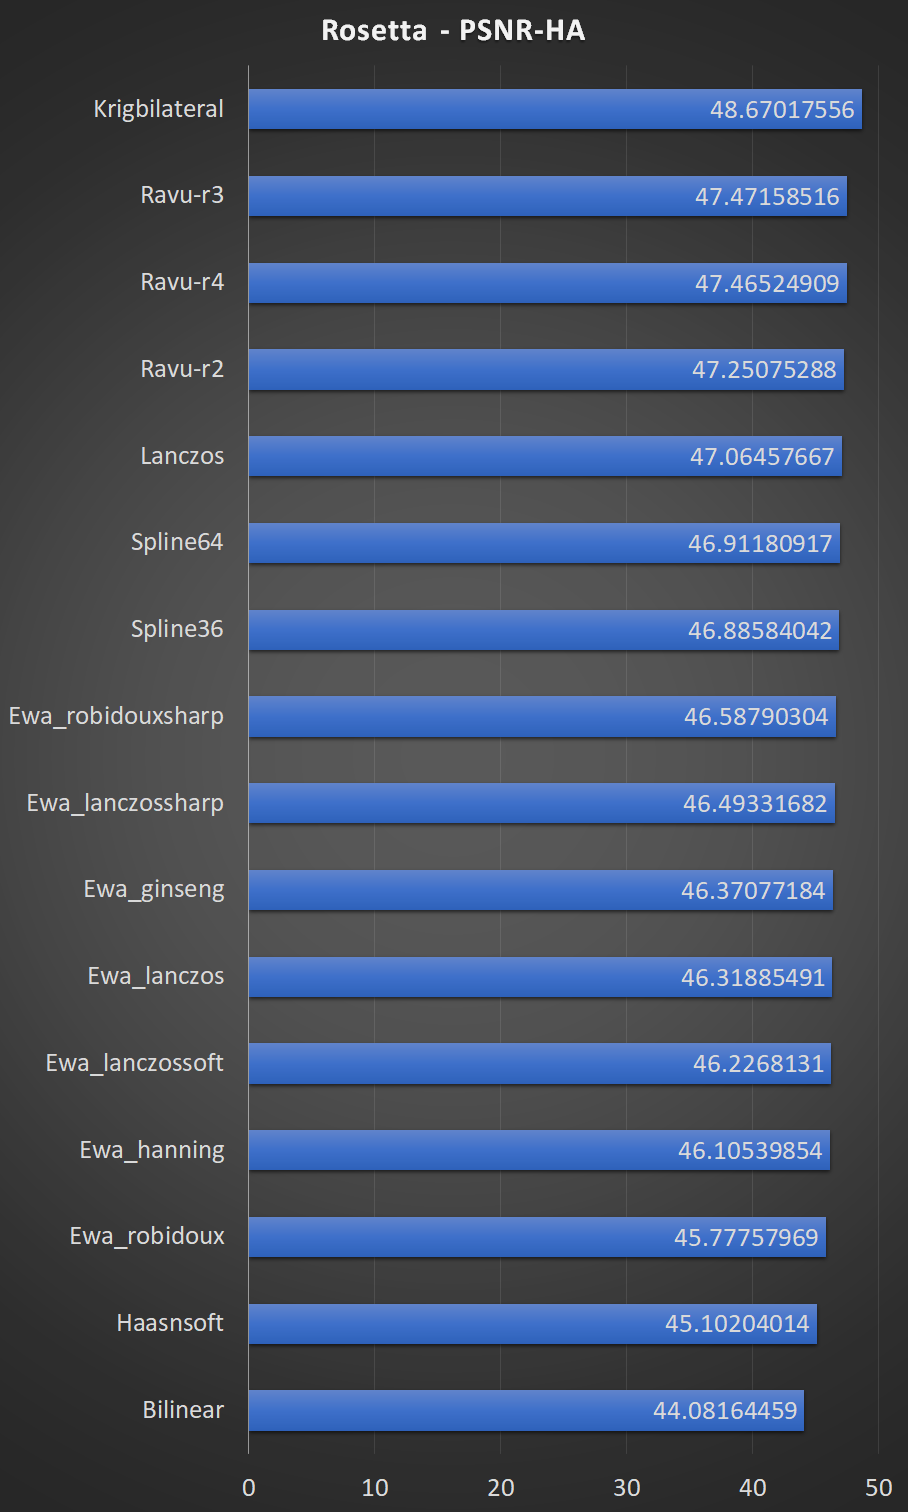 Rosetta - PSNR-HA
Krigbilateral 48.67017556
Ravu-r3 47.47158516
Ravu-r4 47.46524909
Ravu-r2 47.25075288
Lanczos 47.06457667
Spline64 46.91180917
Spline36 46.88584042
Ewa_robidouxsharp 46.58790304
Ewa_lanczossharp 46.49331682
Ewa_ginseng 46.37077184
Ewa_lanczos 46.31885491
Ewa_lanczossoft 46.2268131
Ewa_hanning 46.10539854
Ewa_robidoux 45.77757969
Haasnsoft 45.10204014
Bilinear 44.08164459
0 10 20 30 40 50